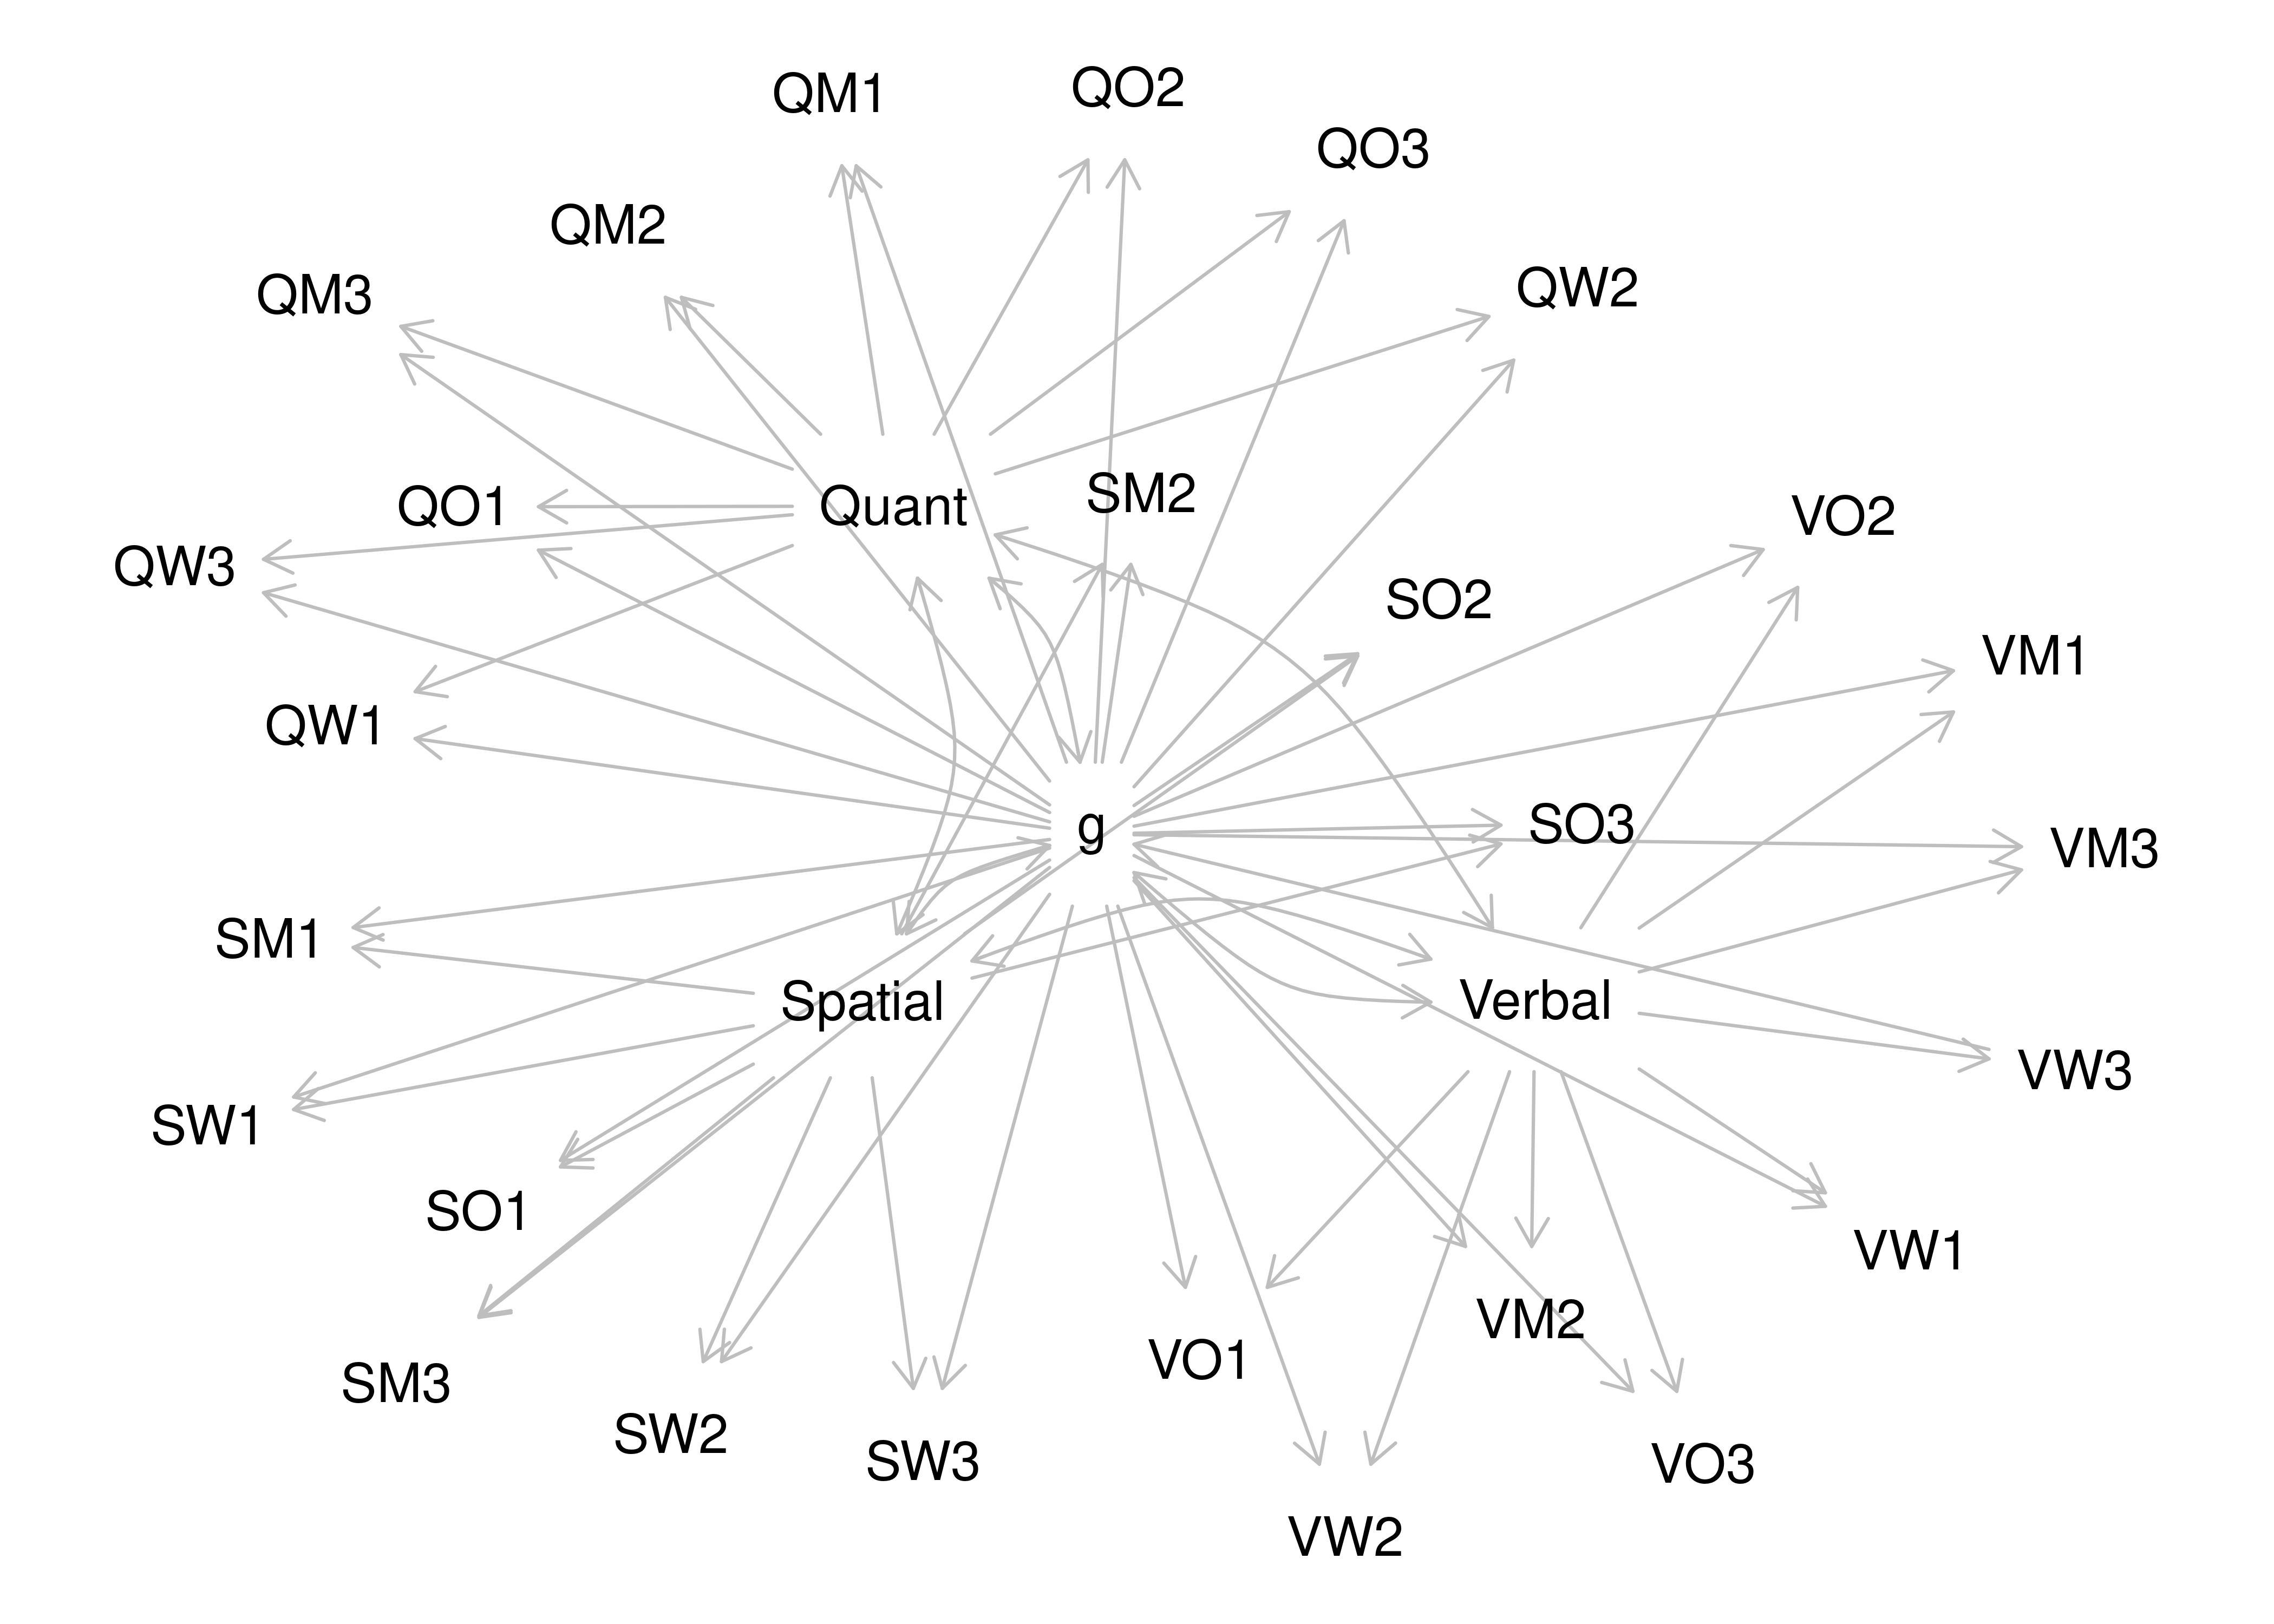 QM1
QO2
QO3
QM2
QM3
QW2
QO1
Quant
SM2
VO2
QW3
SO2
VM1
QW1
g
SO3
VM3
SM1
Spatial
Verbal
VW3
SW1
SO1
VW1
VM2
VO1
SM3
SW2
SW3
VO3
VW2